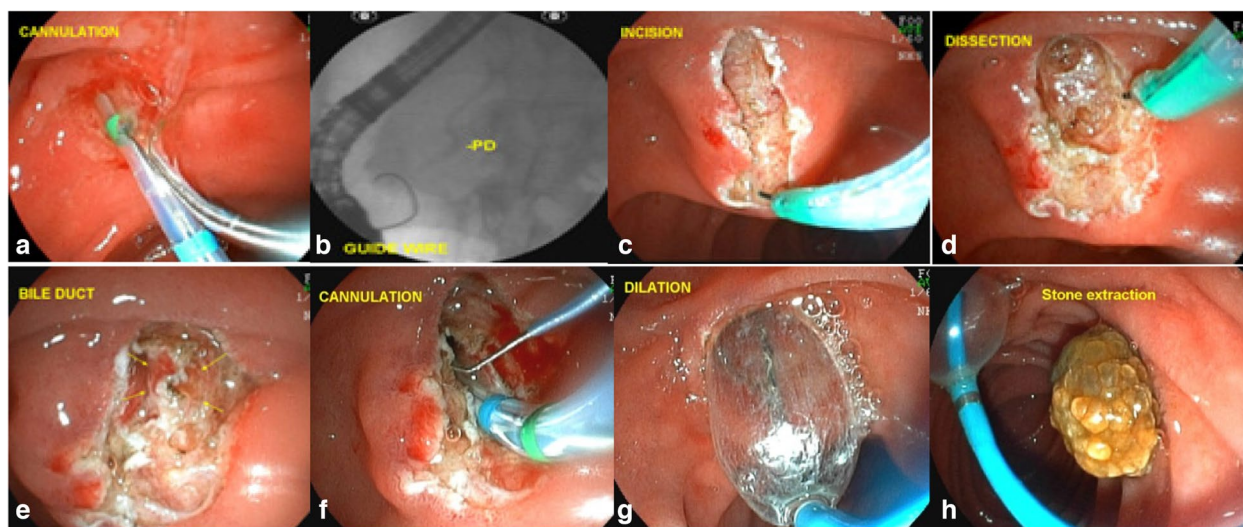 CANNULATION
a
-PD
GUIDE WIRE
b
INCISION
c
DISSECTION
d
BILE DUCT
e
CANNULATION
f
DILATION
g
Stone extraction
h